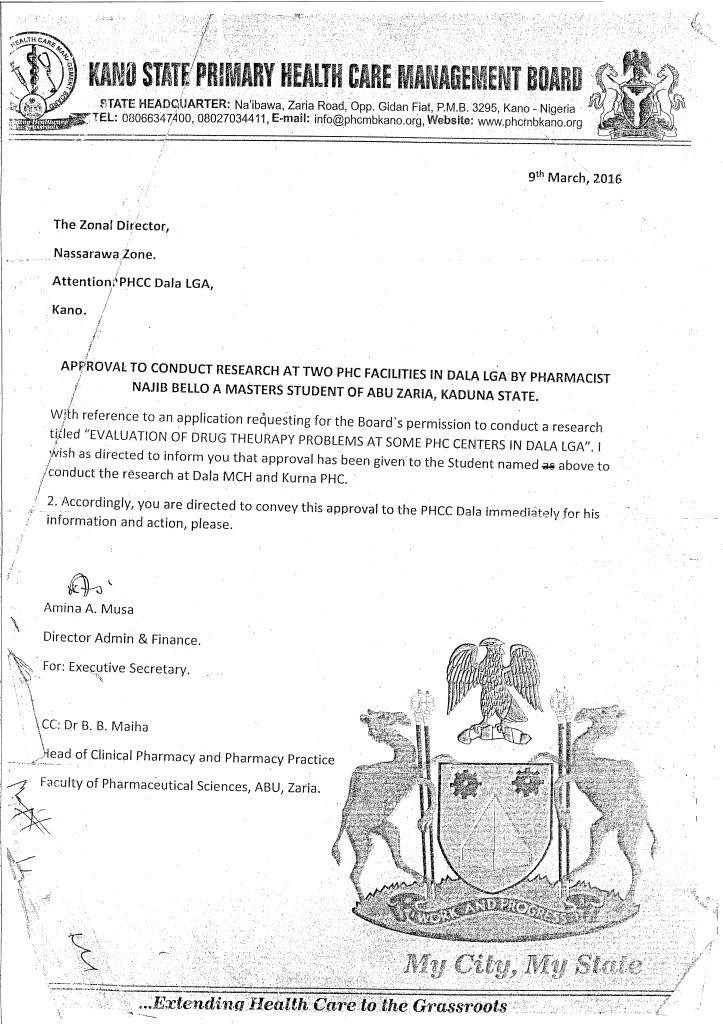 HEALTH CARE MANAGEMENT BOARD
KANO STATE PRIMARY HEALTH CARE MANAGEMENT BOARD
STATE HEADQUARTER: Na'ibawa, Zaria Road, Opp. Gidan Fiat, P.M.B. 3295, Kano - Nigeria
TEL: 08066347400, 08027034411, E-mail: info@phcmbkano.org, Website: www.phcmbkano.org
9th March, 2016
The Zonal Director,
Nassarawa Zone.
Attention: PHCC Dala LGA,
Kano.
APPROVAL TO CONDUCT RESEARCH AT TWO PHC FACILITIES IN DALA LGA BY PHARMACIST
NAJIB BELLO A MASTERS STUDENT OF ABU ZARIA, KADUNA STATE.
With reference to an application requesting for the Board`s permission to conduct a research
titled "EVALUATION OF DRUG THEURAPY PROBLEMS AT SOME PHC CENTERS IN DALA LGA". I
wish as directed to inform you that approval has been given to the Student named as above to
conduct the research at Dala MCH and Kurna PHC.
2. Accordingly, you are directed to convey this approval to the PHCC Dala immediately for his
information and action, please.
Amina A. Musa
Director Admin & Finance.
For: Executive Secretary.
CC: Dr B. B. Maiha
Head of Clinical Pharmacy and Pharmacy Practice
Faculty of Pharmaceutical Sciences, ABU, Zaria.
WORK AND PROGRESS
My City, My State
...Extending Health Care to the Grassroots